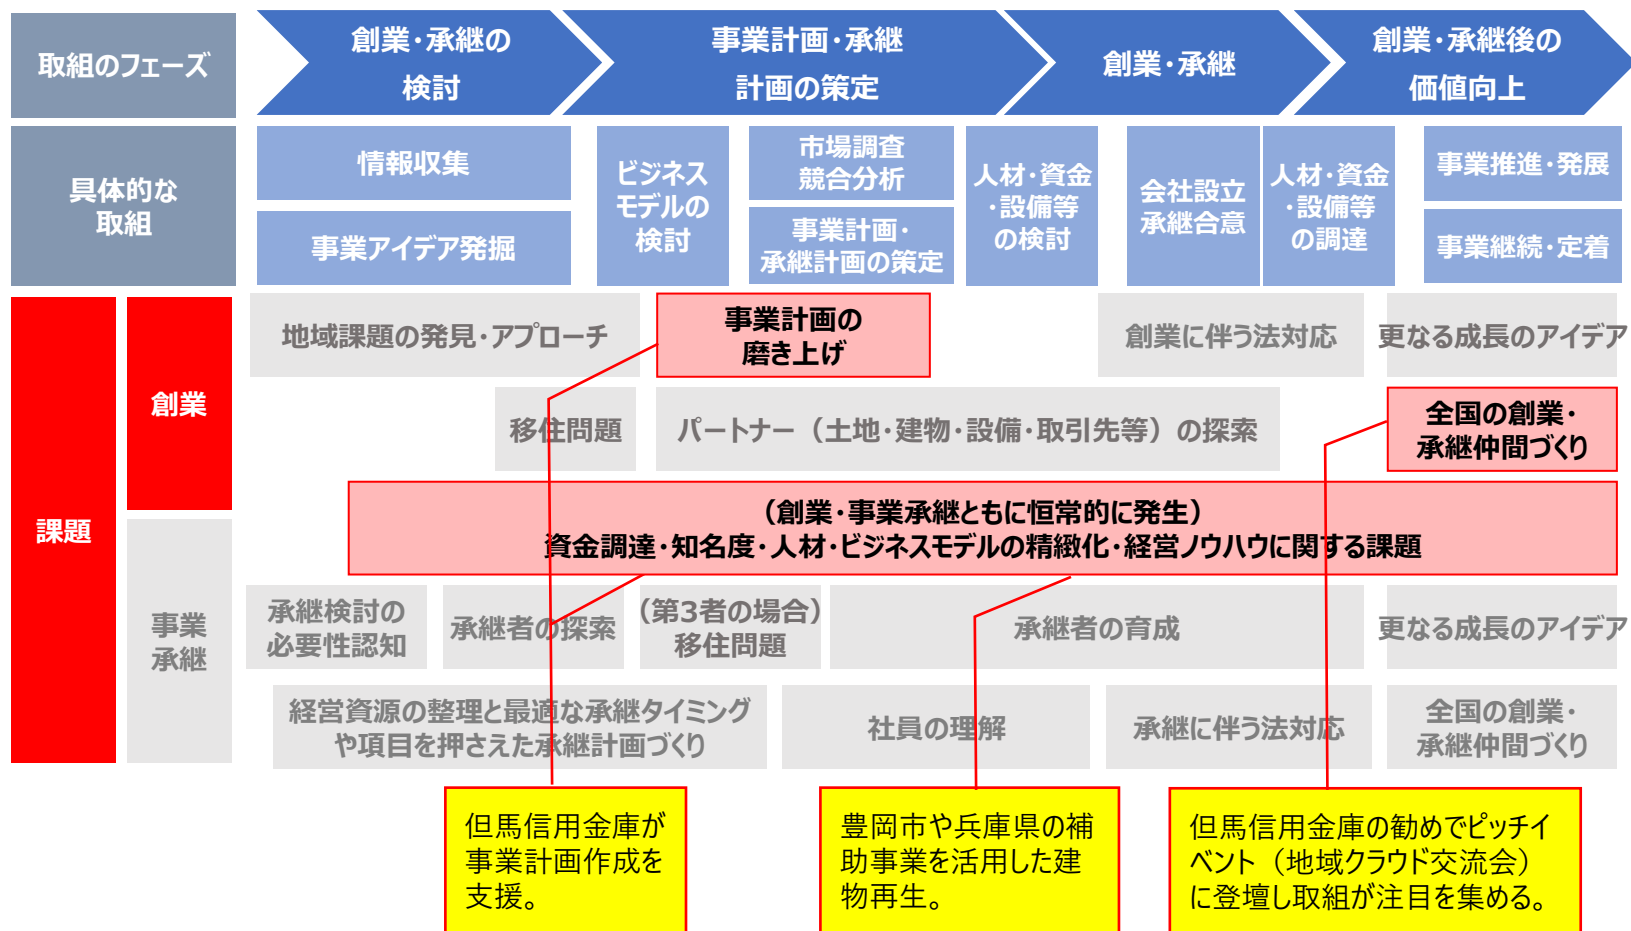 取組のフェーズ
創業・承継の
検討
事業計画・承継
計画の策定
創業・承継
創業・承継後の
価値向上
具体的な
取組
情報収集
事業アイデア発掘
ビジネス
モデルの
検討
市場調査
競合分析
事業計画・
承継計画の策定
人材・資金
・設備等
の検討
会社設立
承継合意
人材・資金
・設備等
の調達
事業推進・発展
事業継続・定着
課題
創業
地域課題の発見・アプローチ
事業計画の
磨き上げ
創業に伴う法対応
更なる成長のアイデア
移住問題
パートナー（土地・建物・設備・取引先等）の探索
全国の創業・
承継仲間づくり
（創業・事業承継ともに恒常的に発生）
資金調達・知名度・人材・ビジネスモデルの精緻化・経営ノウハウに関する課題
事業
承継
承継検討の
必要性認知
承継者の探索
（第3者の場合）
移住問題
承継者の育成
更なる成長のアイデア
経営資源の整理と最適な承継タイミング
や項目を押さえた承継計画づくり
社員の理解
承継に伴う法対応
全国の創業・
承継仲間づくり
但馬信用金庫が
事業計画作成を
支援。
豊岡市や兵庫県の補
助事業を活用した建
物再生。
但馬信用金庫の勧めでピッチイ
ベント（地域クラウド交流会）
に登壇し取組が注目を集める。